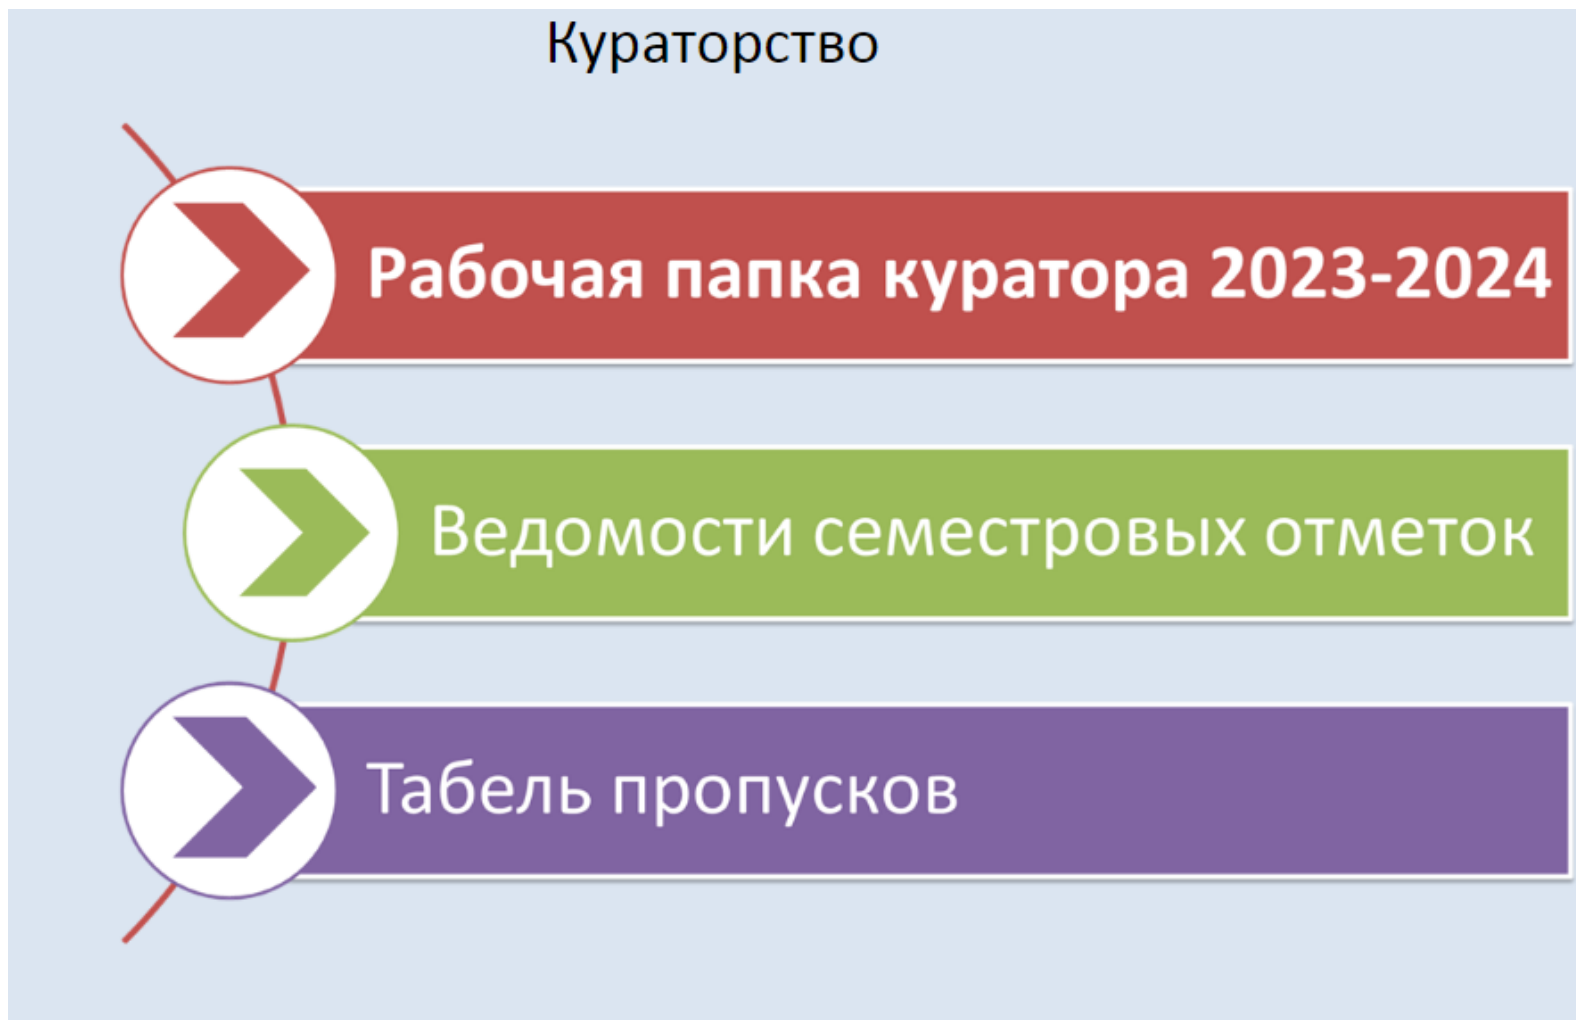 Кураторство
Рабочая папка куратора 2023-2024
Ведомости семестровых отметок
Табель пропусков